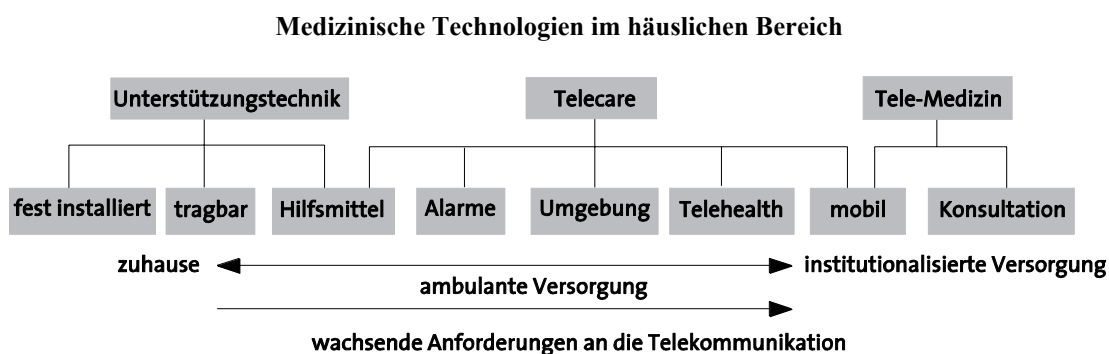 Medizinische Technologien im häuslichen Bereich
Unterstützungstechnik
Telecare
Tele-Medizin
fest installiert
tragbar
Hilfsmittel
Alarme
Umgebung
Telehealth
mobil
Konsultation
zuhause
institutionalisierte Versorgung
ambulante Versorgung
wachsende Anforderungen an die Telekommunikation